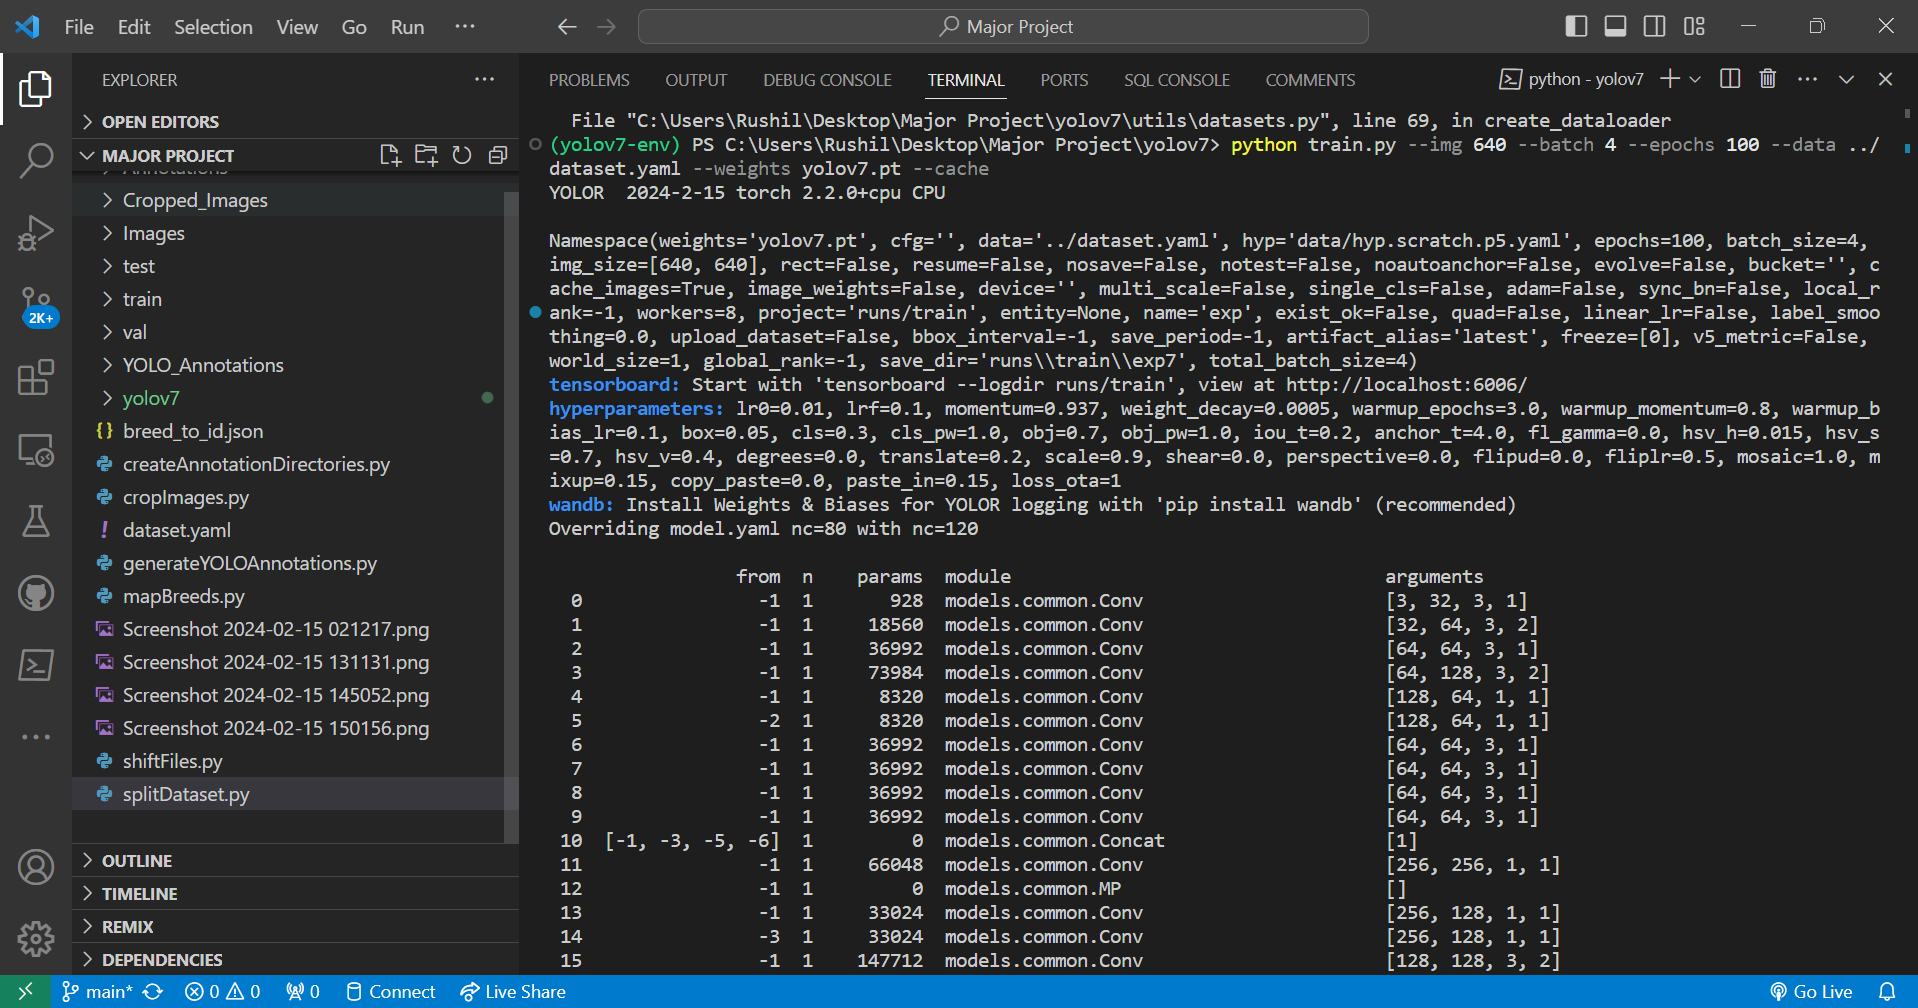 File Edit Selection View Go Run ···
Major Project
EXPLORER
OPEN EDITORS
MAJOR PROJECT
Annotations
Cropped_Images
Images
test
train
val
YOLO_Annotations
yolov7
breed_to_id.json
createAnnotationDirectories.py
cropImages.py
dataset.yaml
generateYOLOAnnotations.py
mapBreeds.py
Screenshot 2024-02-15 021217.png
Screenshot 2024-02-15 131131.png
Screenshot 2024-02-15 145052.png
Screenshot 2024-02-15 150156.png
shiftFiles.py
splitDataset.py
OUTLINE
TIMELINE
REMIX
DEPENDENCIES
2K+
PROBLEMS OUTPUT DEBUG CONSOLE TERMINAL PORTS SQL CONSOLE COMMENTS
python - yolov7
File "C:\Users\Rushil\Desktop\Major Project\yolov7\utils\datasets.py", line 69, in create_dataloader
(yolov7-env) PS C:\Users\Rushil\Desktop\Major Project\yolov7> python train.py --img 640 --batch 4 --epochs 100 --data ../
dataset.yaml --weights yolov7.pt --cache
YOLOR 2024-2-15 torch 2.2.0+cpu CPU
Namespace(weights='yolov7.pt', cfg='', data='../dataset.yaml', hyp='data/hyp.scratch.p5.yaml', epochs=100, batch_size=4,
img_size=[640, 640], rect=False, resume=False, nosave=False, notest=False, noautoanchor=False, evolve=False, bucket='', c
ache_images=True, image_weights=False, device='', multi_scale=False, single_cls=False, adam=False, sync_bn=False, local_r
ank=-1, workers=8, project='runs/train', entity=None, name='exp', exist_ok=False, quad=False, linear_lr=False, label_smoo
thing=0.0, upload_dataset=False, bbox_interval=-1, save_period=-1, artifact_alias='latest', freeze=[0], v5_metric=False,
world_size=1, global_rank=-1, save_dir='runs\\train\\exp7', total_batch_size=4)
tensorboard: Start with 'tensorboard --logdir runs/train', view at http://localhost:6006/
hyperparameters: lr0=0.01, lrf=0.1, momentum=0.937, weight_decay=0.0005, warmup_epochs=3.0, warmup_momentum=0.8, warmup_b
ias_lr=0.1, box=0.05, cls=0.3, cls_pw=1.0, obj=0.7, obj_pw=1.0, iou_t=0.2, anchor_t=4.0, fl_gamma=0.0, hsv_h=0.015, hsv_s
=0.7, hsv_v=0.4, degrees=0.0, translate=0.2, scale=0.9, shear=0.0, perspective=0.0, flipud=0.0, fliplr=0.5, mosaic=1.0, m
ixup=0.15, copy_paste=0.0, paste_in=0.15, loss_ota=1
wandb: Install Weights & Biases for YOLOR logging with 'pip install wandb' (recommended)
Overriding model.yaml nc=80 with nc=120
from n params module arguments
0 -1 1 928 models.common.Conv [3, 32, 3, 1]
1 -1 1 18560 models.common.Conv [32, 64, 3, 2]
2 -1 1 36992 models.common.Conv [64, 64, 3, 1]
3 -1 1 73984 models.common.Conv [64, 128, 3, 2]
4 -1 1 8320 models.common.Conv [128, 64, 1, 1]
5 -2 1 8320 models.common.Conv [128, 64, 1, 1]
6 -1 1 36992 models.common.Conv [64, 64, 3, 1]
7 -1 1 36992 models.common.Conv [64, 64, 3, 1]
8 -1 1 36992 models.common.Conv [64, 64, 3, 1]
9 -1 1 36992 models.common.Conv [64, 64, 3, 1]
10 [-1, -3, -5, -6] 1 0 models.common.Concat [1]
11 -1 1 66048 models.common.Conv [256, 256, 1, 1]
12 -1 1 0 models.common.MP []
13 -1 1 33024 models.common.Conv [256, 128, 1, 1]
14 -3 1 33024 models.common.Conv [256, 128, 1, 1]
15 -1 1 147712 models.common.Conv [128, 128, 3, 2]
main* 0 0 0 Connect Live Share Go Live